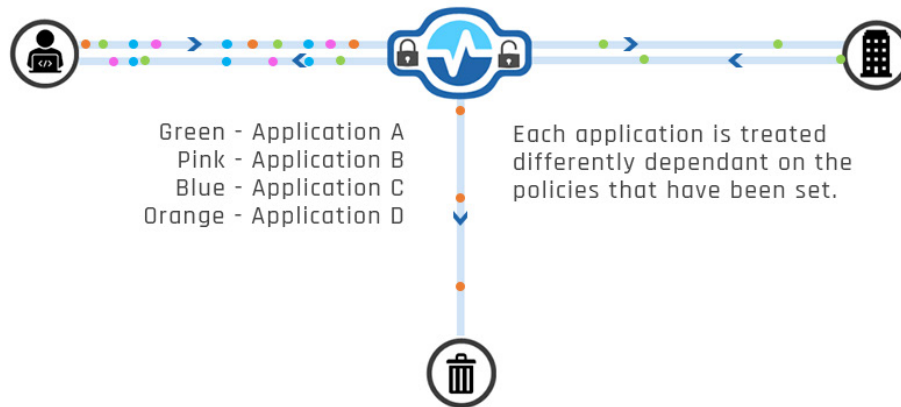 Green - Application A
Pink - Application B
Blue - Application C
Orange - Application D
Each application is treated
differently dependant on the
policies that have been set.